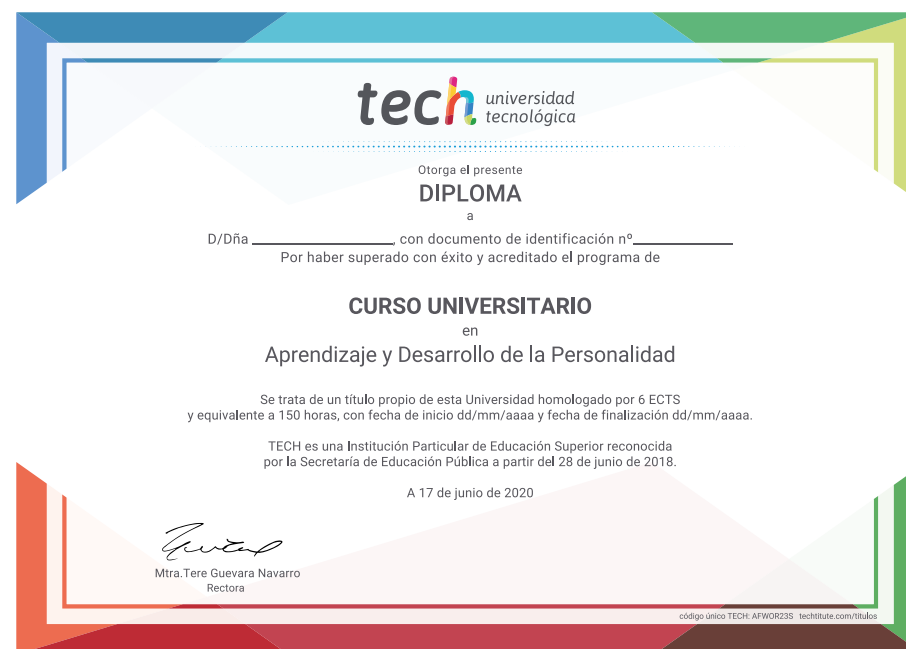 tech universidad
tecnológica
Otorga el presente
DIPLOMA
a
D/Dña ________________, con documento de identificación nº____________
Por haber superado con éxito y acreditado el programa de
CURSO UNIVERSITARIO
en
Aprendizaje y Desarrollo de la Personalidad
Se trata de un título propio de esta Universidad homologado por 6 ECTS
y equivalente a 150 horas, con fecha de inicio dd/mm/aaaa y fecha de finalización dd/mm/aaaa.
TECH es una Institución Particular de Educación Superior reconocida
por la Secretaría de Educación Pública a partir del 28 de junio de 2018.
A 17 de junio de 2020
Mtra.Tere Guevara Navarro
Rectora
código único TECH: AFWOR23S techtitute.com/titulos